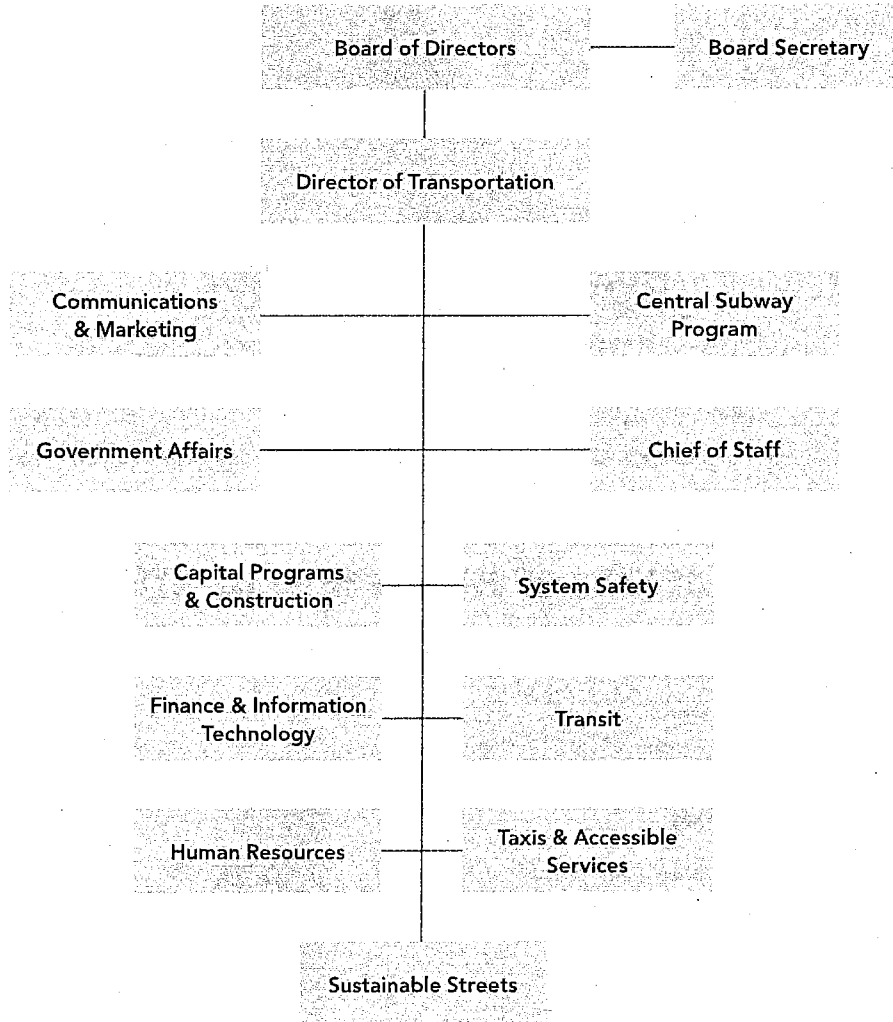 Board of Directors
Board Secretary
Director of Transportation
Communications
& Marketing
Central Subway
Program
Government Affairs
Chief of Staff
Capital Programs
& Construction
System Safety
Finance & Information
Technology
Transit
Human Resources
Taxis & Accessible
Services
Sustainable Streets